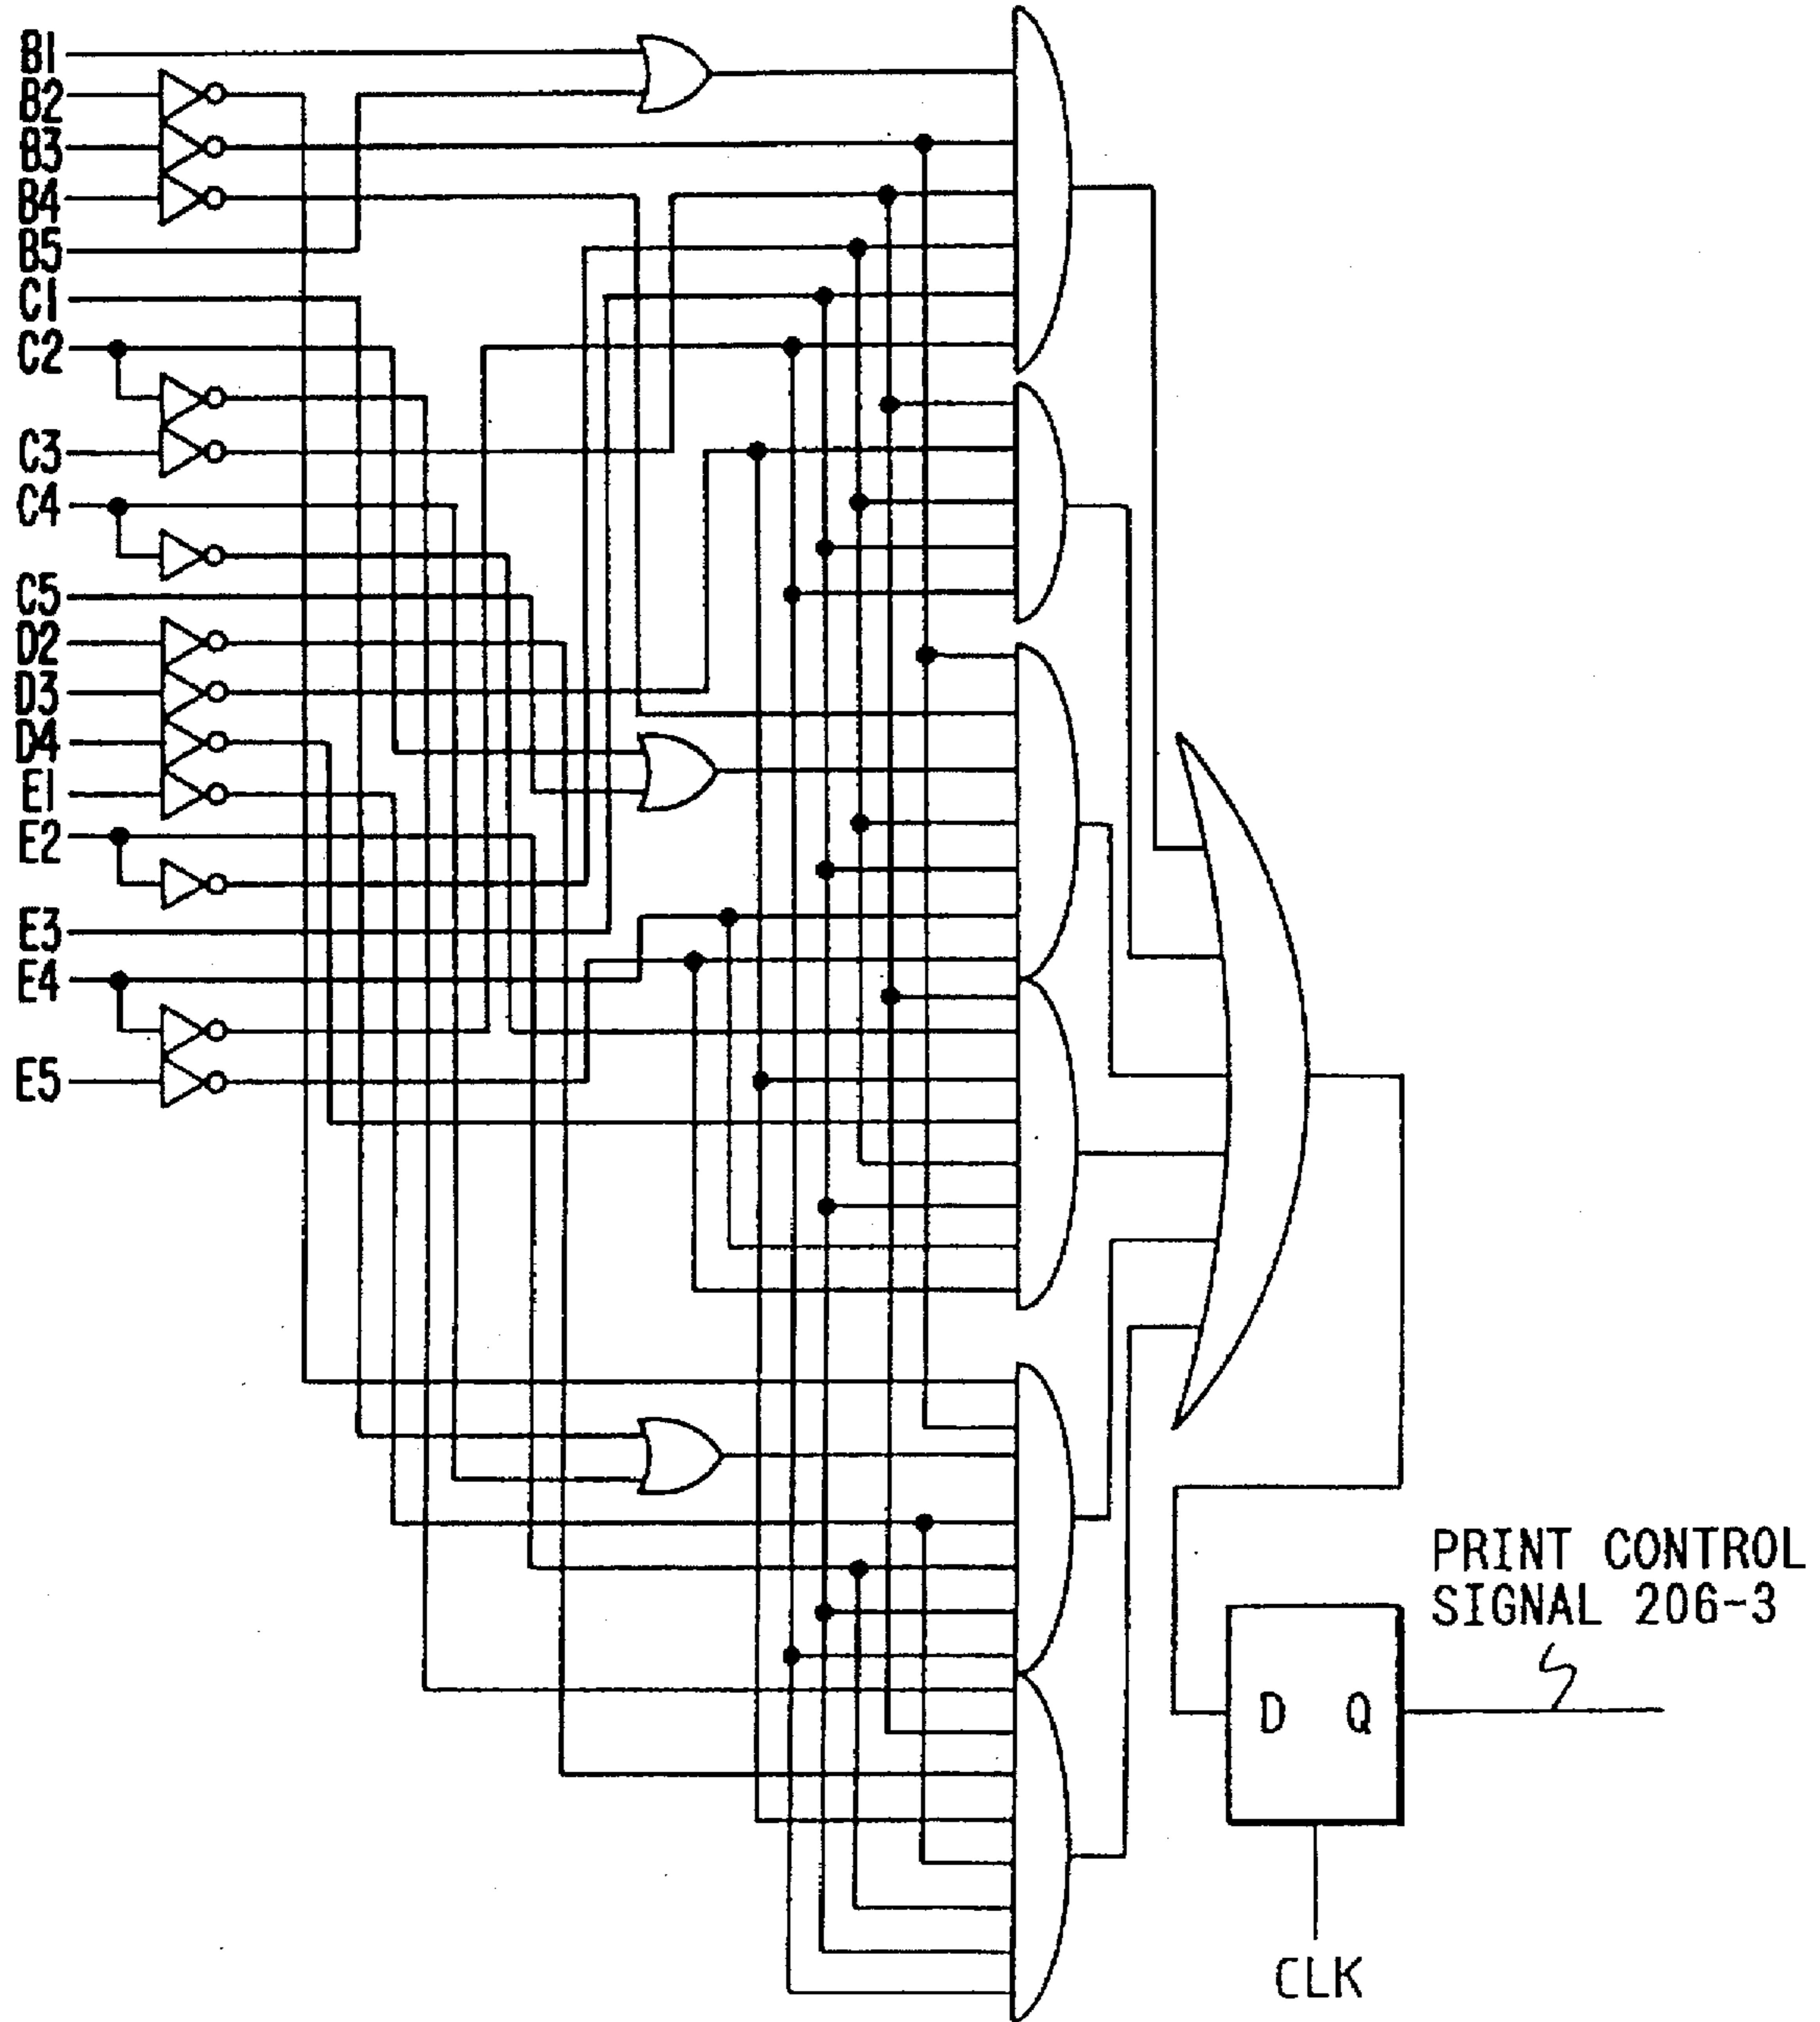 B1
B2
B3
B4
B5
C1
C2
C3
C4
C5
D2
D3
D4
E1
E2
E3
E4
E5
PRINT CONTROL
SIGNAL 206-3
D Q
CLK